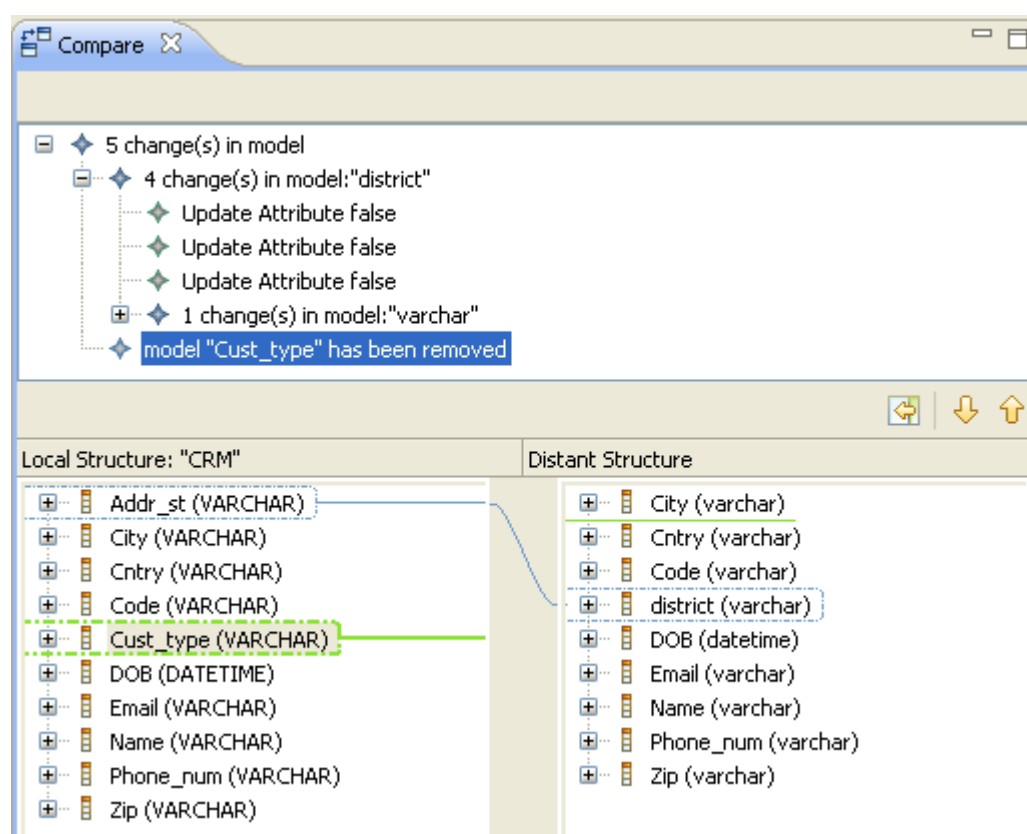 Compare
5 change(s) in model
4 change(s) in model:"district"
Update Attribute false
Update Attribute false
Update Attribute false
1 change(s) in model:"varchar"
model "Cust_type" has been removed
Local Structure: "CRM"
Distant Structure
Addr_st (VARCHAR)
City (VARCHAR)
Cntry (VARCHAR)
Code (VARCHAR)
Cust_type (VARCHAR)
DOB (DATETIME)
Email (VARCHAR)
Name (VARCHAR)
Phone_num (VARCHAR)
Zip (VARCHAR)
City (varchar)
Cntry (varchar)
Code (varchar)
district (varchar)
DOB (datetime)
Email (varchar)
Name (varchar)
Phone_num (varchar)
Zip (varchar)